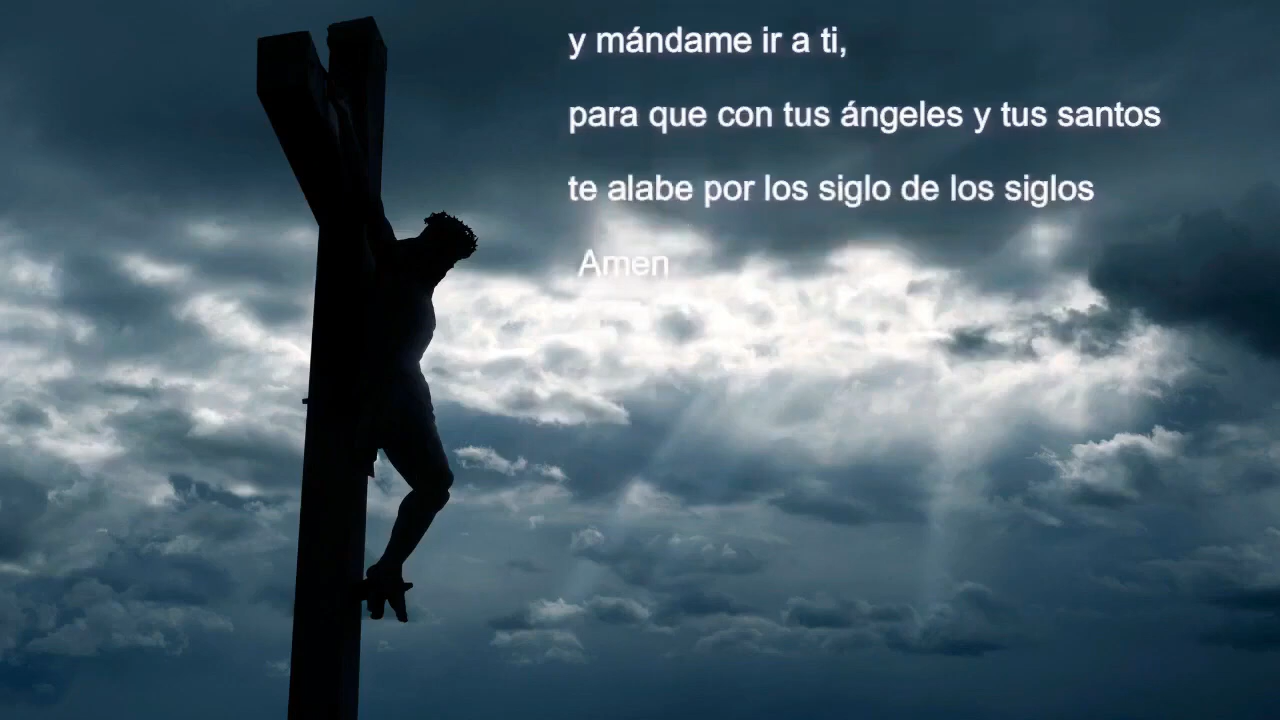 y mándame ir a ti,
para que con tus ángeles y tus santos
te alabe por los siglo de los siglos
Amen